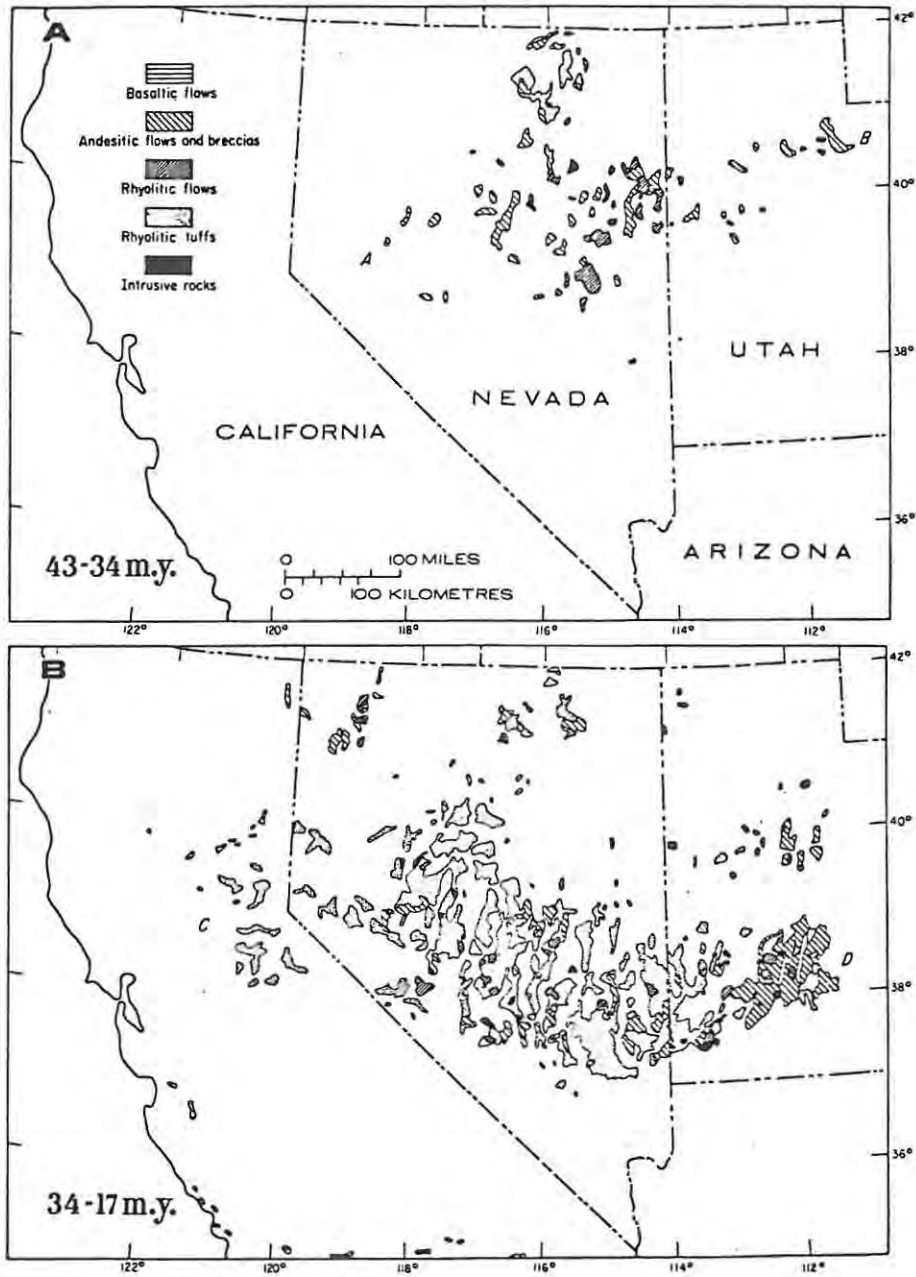 A
42°
Basaltic flows
Andesitic flows and breccias
Rhyolitic flows
Rhyolitic tuffs
Intrusive rocks
B
40°
A
38°
UTAH
NEVADA
CALIFORNIA
36°
ARIZONA
43-34 m.y.
0 100 MILES
0 100 KILOMETRES
122° 120° 118° 116° 114° 112°
B
42°
40°
C
38°
36°
34-17 m.y.
122° 120° 118° 116° 114° 112°